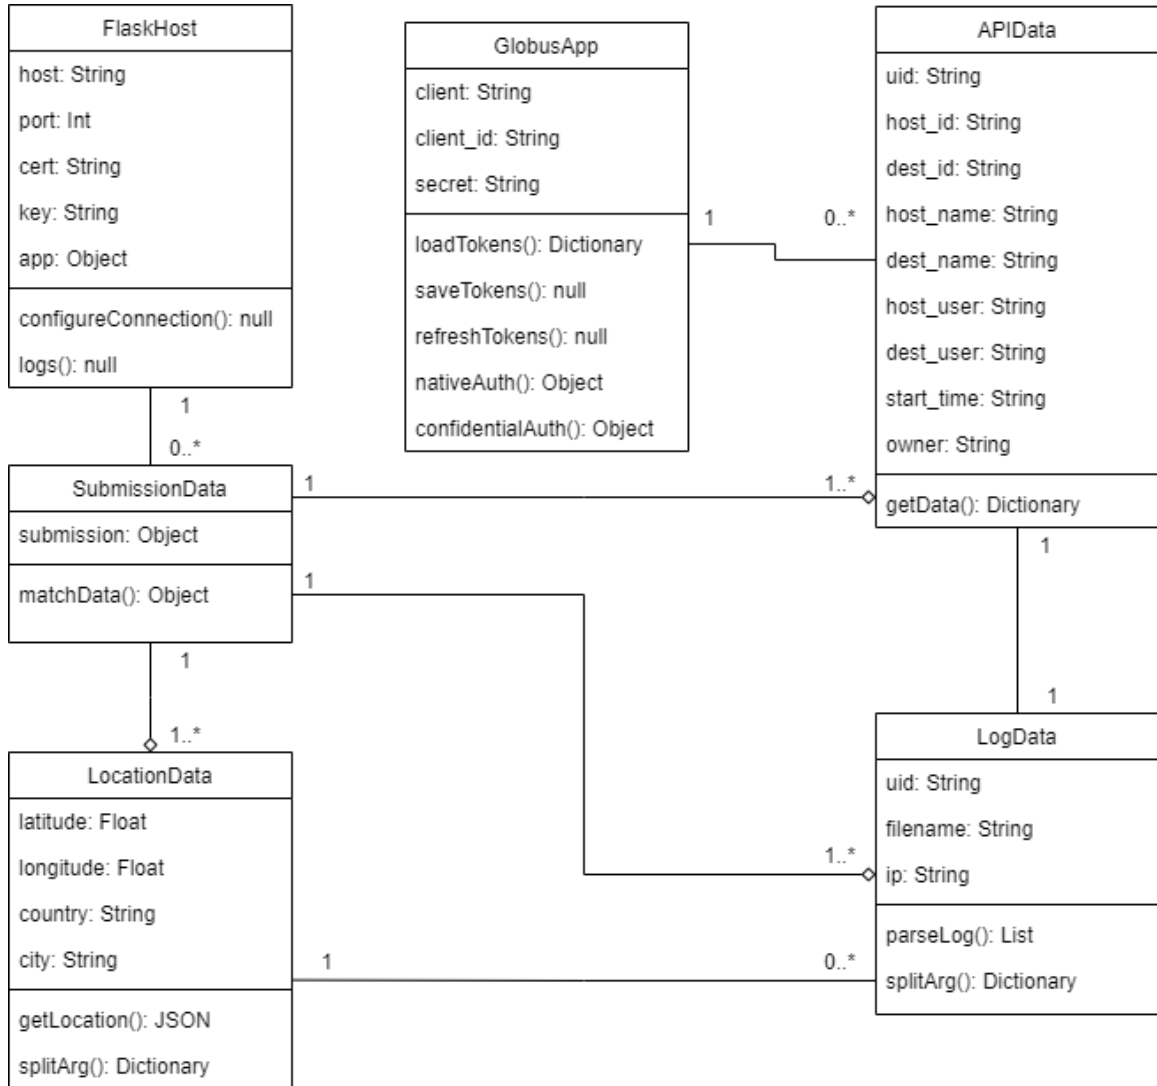 FlaskHost
host: String
port: Int
cert: String
key: String
app: Object
configureConnection(): null
logs(): null
1
0..*
GlobusApp
client: String
client_id: String
secret: String
loadTokens(): Dictionary
saveTokens(): null
refreshTokens(): null
nativeAuth(): Object
confidentialAuth(): Object
1
0..*
APIData
uid: String
host_id: String
dest_id: String
host_name: String
dest_name: String
host_user: String
dest_user: String
start_time: String
owner: String
getData(): Dictionary
1
1
SubmissionData
submission: Object
matchData(): Object
1
1..*
1
1..*
1
1..*
LocationData
latitude: Float
longitude: Float
country: String
city: String
getLocation(): JSON
splitArg(): Dictionary
1
0..*
LogData
uid: String
filename: String
ip: String
parseLog(): List
splitArg(): Dictionary